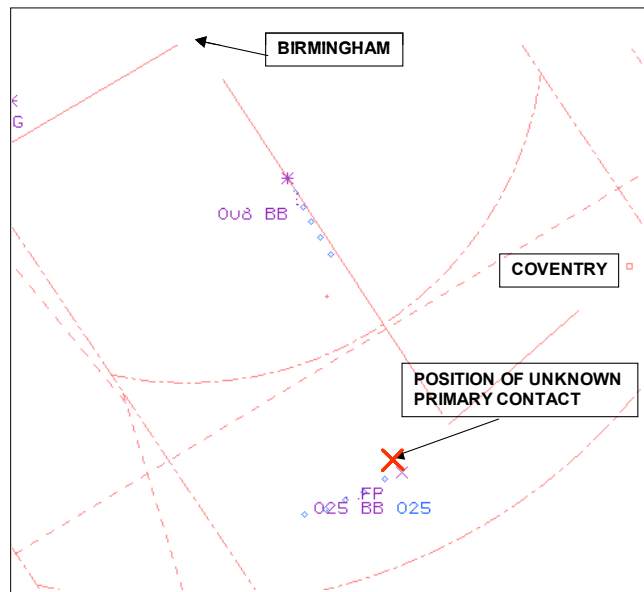 BIRMINGHAM
G
008 BB
COVENTRY
POSITION OF UNKNOWN
PRIMARY CONTACT
FP
025 BB 025